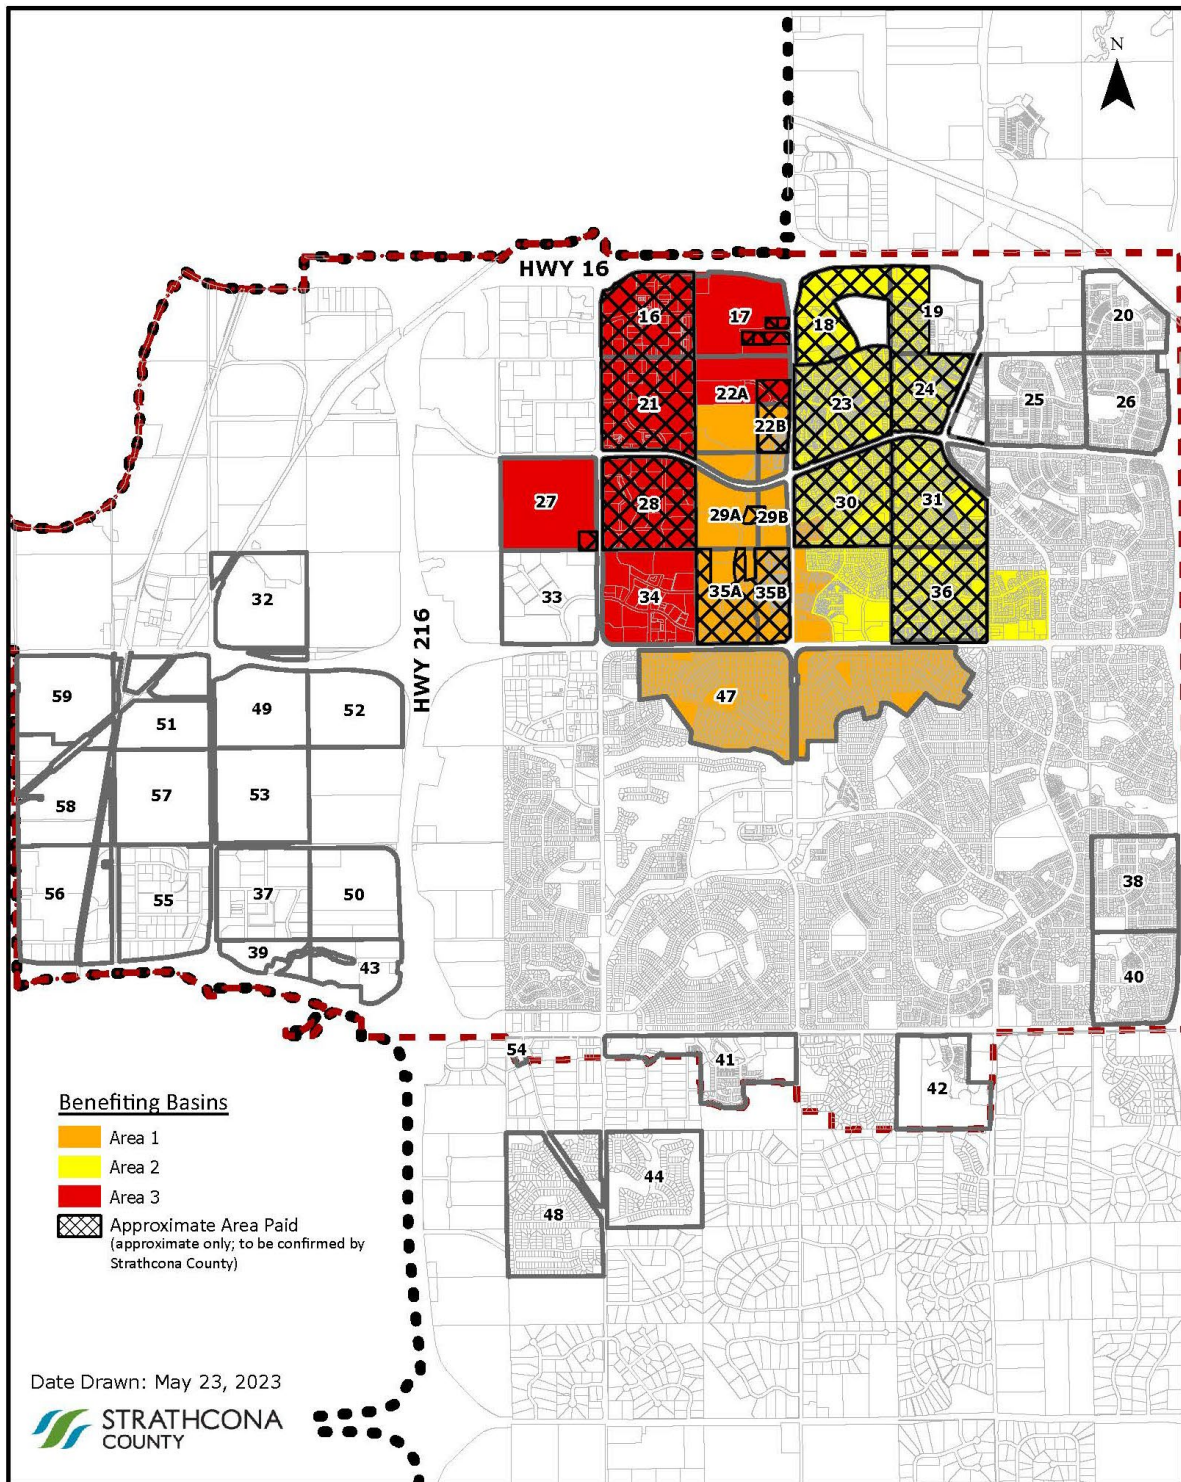 N
HWY 16
16
17
18
19
20
21
22A
22B
23
24
25
26
27
28
29A
29B
30
31
32
33
34
35A
35B
36
HWY 216
59
51
49
52
47
58
57
53
56
55
37
50
38
39
43
40
54
41
42
44
48
Benefiting Basins
Area 1
Area 2
Area 3
Approximate Area Paid
(approximate only; to be confirmed by
Strathcona County)
Date Drawn: May 23, 2023
STRATHCONA
COUNTY